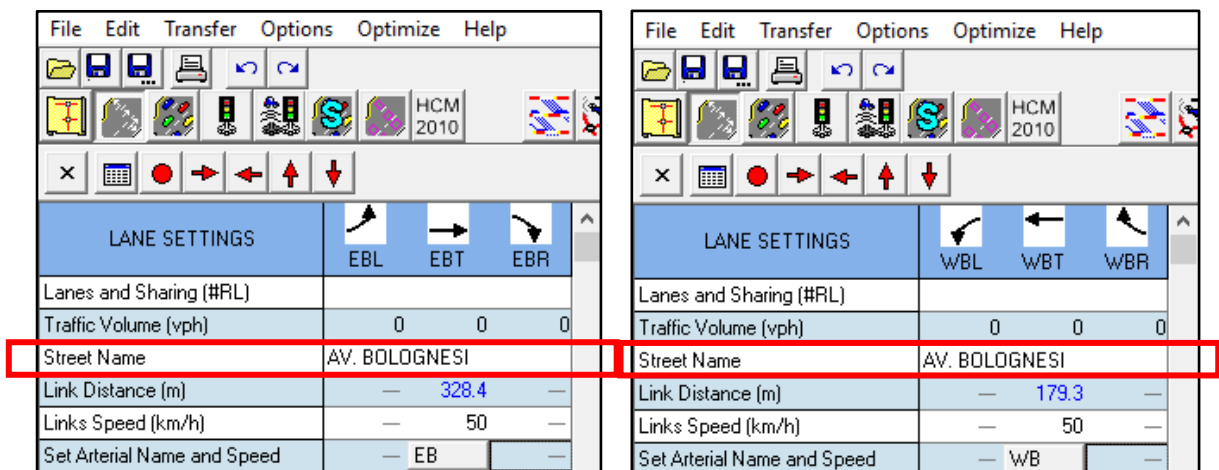 File Edit Transfer Options Optimize Help
HCM
2010
LANE SETTINGS
EBL EBT EBR
Lanes and Sharing (#RL)
Traffic Volume (vph) 0 0 0
Street Name AV. BOLOGNESI
Link Distance (m) — 328.4 —
Links Speed (km/h) — 50 —
Set Arterial Name and Speed — EB —
File Edit Transfer Options Optimize Help
HCM
2010
LANE SETTINGS
WBL WBT WBR
Lanes and Sharing (#RL)
Traffic Volume (vph) 0 0 0
Street Name AV. BOLOGNESI
Link Distance (m) — 179.3 —
Links Speed (km/h) — 50 —
Set Arterial Name and Speed — WB —